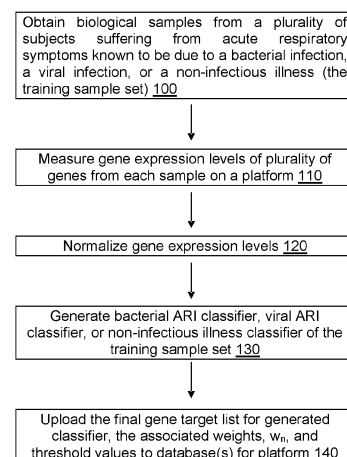 Obtain biological samples from a plurality of
subjects suffering from acute respiratory
symptoms known to be due to a bacterial infection,
a viral infection, or a non-infectious illness (the
training sample set) 100
Measure gene expression levels of plurality of
genes from each sample on a platform 110
Normalize gene expression levels 120
Generate bacterial ARI classifier, viral ARI
classifier, or non-infectious illness classifier of the
training sample set 130
Upload the final gene target list for generated
classifier, the associated weights, wₙ, and
threshold values to database(s) for platform 140